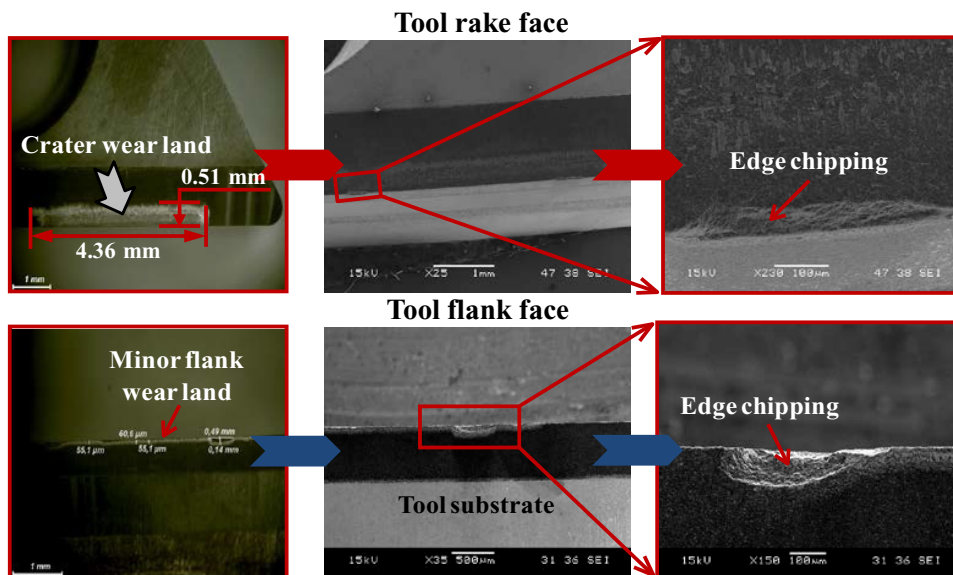 Tool rake face
Crater wear land
0.51 mm
4.36 mm
1 mm
15kV X25 1mm 47 38 SEI
Edge chipping
15kV X230 100µm 47 38 SEI
Tool flank face
Minor flank
wear land
60,6 µm
0,49 mm
55,1 µm
55,1 µm
0,14 mm
1 mm
Tool substrate
15kV X35 500µm 31 36 SEI
Edge chipping
15kV X150 100µm 31 36 SEI